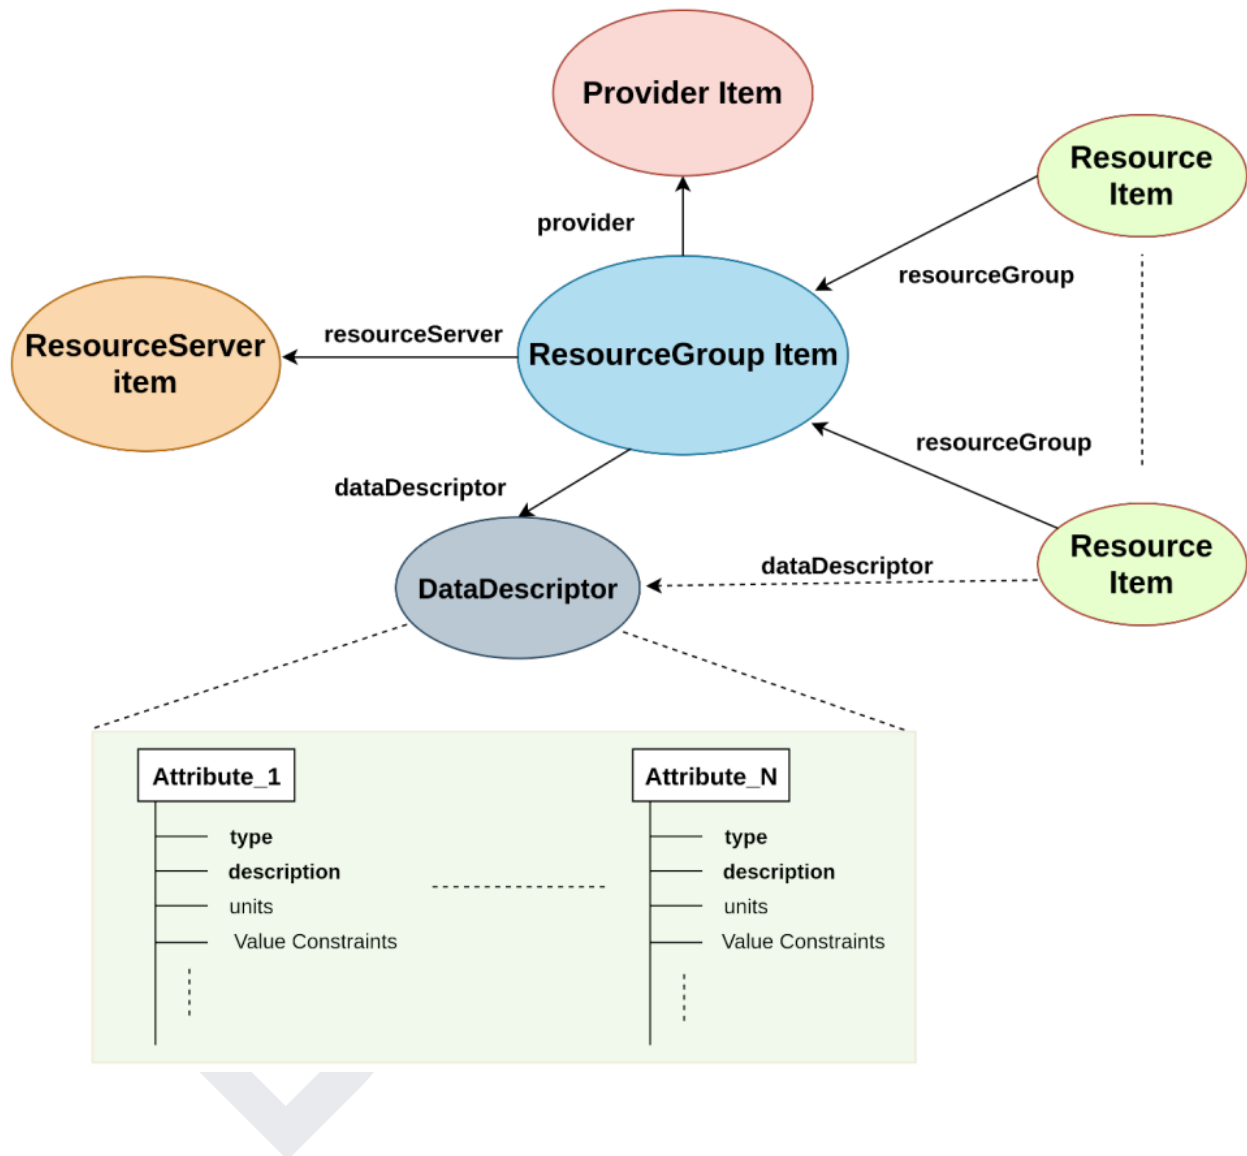 Provider Item
Resource
Item
provider
resourceGroup
ResourceServer
item
resourceServer
ResourceGroup Item
resourceGroup
dataDescriptor
Resource
Item
dataDescriptor
DataDescriptor
Attribute_1
type
description
units
Value Constraints
Attribute_N
type
description
units
Value Constraints